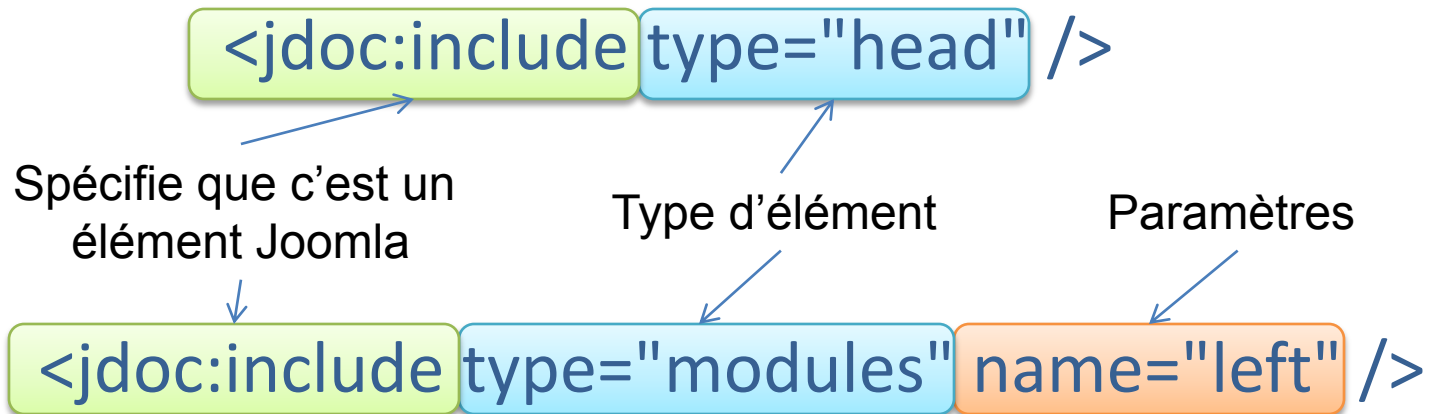 <jdoc:include type="head" />
Spécifie que c’est un
élément Joomla
Type d’élément
Paramètres
<jdoc:include type="modules" name="left" />